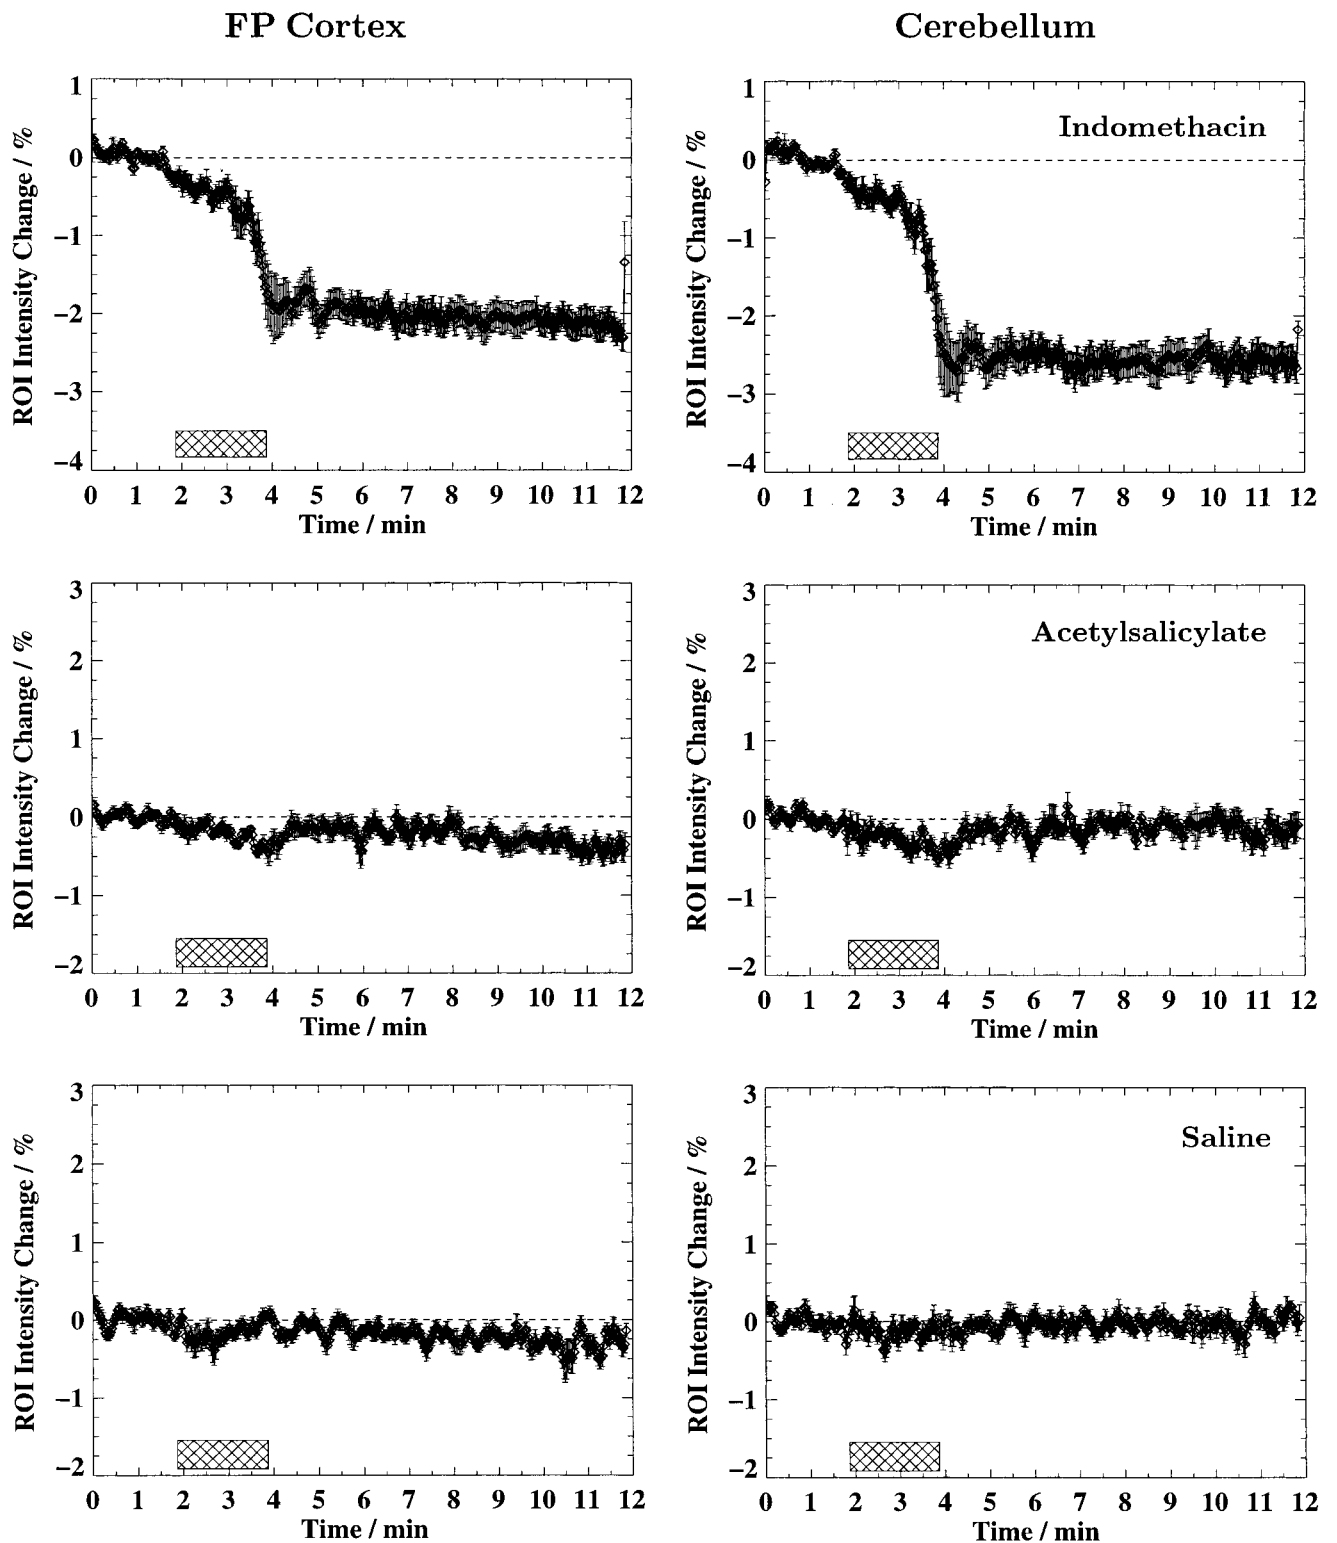 FP Cortex
Cerebellum
ROI Intensity Change / %
1
0
−1
−2
−3
−4
0 1 2 3 4 5 6 7 8 9 10 11 12
Time / min
ROI Intensity Change / %
Indomethacin
1
0
−1
−2
−3
−4
0 1 2 3 4 5 6 7 8 9 10 11 12
Time / min
ROI Intensity Change / %
3
2
1
0
−1
−2
0 1 2 3 4 5 6 7 8 9 10 11 12
Time / min
ROI Intensity Change / %
Acetylsalicylate
3
2
1
0
−1
−2
0 1 2 3 4 5 6 7 8 9 10 11 12
Time / min
ROI Intensity Change / %
3
2
1
0
−1
−2
0 1 2 3 4 5 6 7 8 9 10 11 12
Time / min
ROI Intensity Change / %
Saline
3
2
1
0
−1
−2
0 1 2 3 4 5 6 7 8 9 10 11 12
Time / min